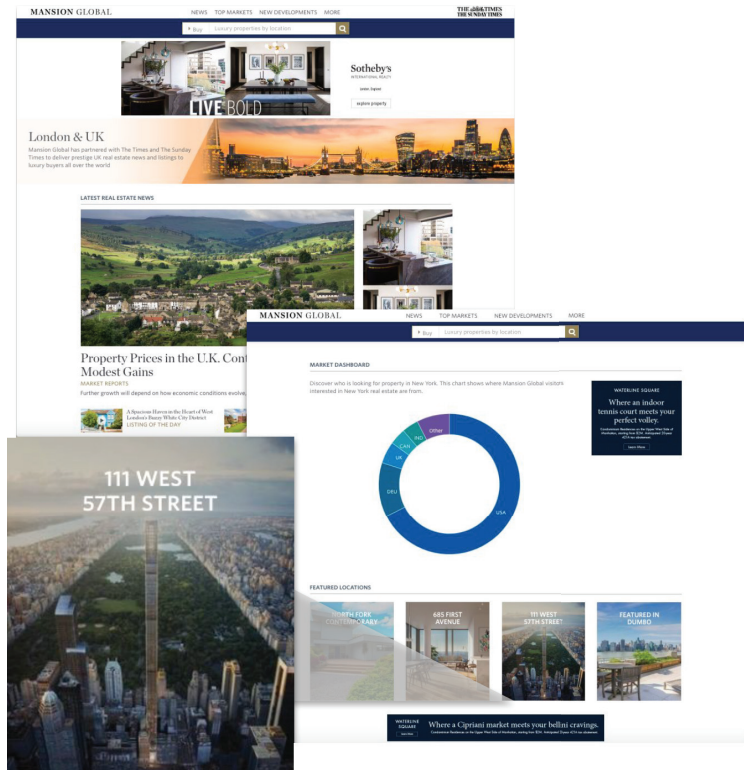 MANSION GLOBAL
NEWS TOP MARKETS NEW DEVELOPMENTS MORE
THE TIMES
THE SUNDAY TIMES
Buy Luxury properties by location
LIVE BOLD
Sotheby's
INTERNATIONAL REALTY
explore property
London & UK
Mansion Global has partnered with The Times and The Sunday
Times to deliver prestige UK real estate news and listings to
luxury buyers all over the world
LATEST REAL ESTATE NEWS
Property Prices in the U.K. Cont
Modest Gains
MARKET REPORTS
Further growth will depend on how economic conditions evolve,
A Spacious Haven in the Heart of West
London's Buzzy White City District
LISTING OF THE DAY
MANSION GLOBAL
NEWS TOP MARKETS NEW DEVELOPMENTS MORE
Buy Luxury properties by location
MARKET DASHBOARD
Discover who is looking for property in New York. This chart shows where Mansion Global visitors
interested in New York real estate are from.
Other
IND
CAN
UK
DEU
USA
WATERLINE SQUARE
Where an indoor
tennis court meets your
perfect volley.
Learn More
FEATURED LOCATIONS
NORTH FORK
CONTEMPORARY
685 FIRST
AVENUE
111 WEST
57TH STREET
FEATURED IN
DUMBO
111 WEST
57TH STREET
WATERLINE
SQUARE
Learn More
Where a Cipriani market meets your bellini cravings.